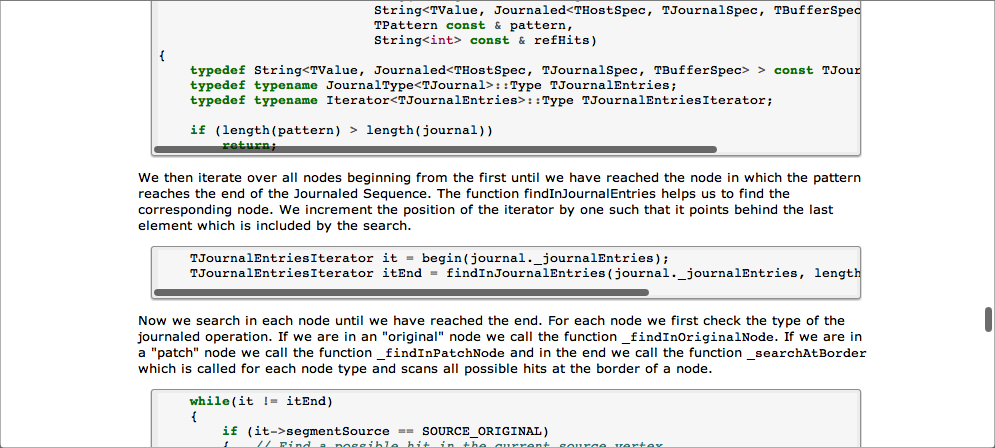 String<TValue, Journaled<THostSpec, TJournalSpec, TBufferSpec
TPattern const & pattern,
String<int> const & refHits)
{
typedef String<TValue, Journaled<THostSpec, TJournalSpec, TBufferSpec> > const TJour
typedef typename JournalType<TJournal>::Type TJournalEntries;
typedef typename Iterator<TJournalEntries>::Type TJournalEntriesIterator;
if (length(pattern) > length(journal))
return;
We then iterate over all nodes beginning from the first until we have reached the node in which the pattern
reaches the end of the Journaled Sequence. The function findInJournalEntries helps us to find the
corresponding node. We increment the position of the iterator by one such that it points behind the last
element which is included by the search.
TJournalEntriesIterator it = begin(journal._journalEntries);
TJournalEntriesIterator itEnd = findInJournalEntries(journal._journalEntries, length
Now we search in each node until we have reached the end. For each node we first check the type of the
journaled operation. If we are in an "original" node we call the function _findInOriginalNode. If we are in
a "patch" node we call the function _findInPatchNode and in the end we call the function _searchAtBorder
which is called for each node type and scans all possible hits at the border of a node.
while(it != itEnd)
{
if (it->segmentSource == SOURCE_ORIGINAL)
{ // Find a possible hit in the current source vertex.